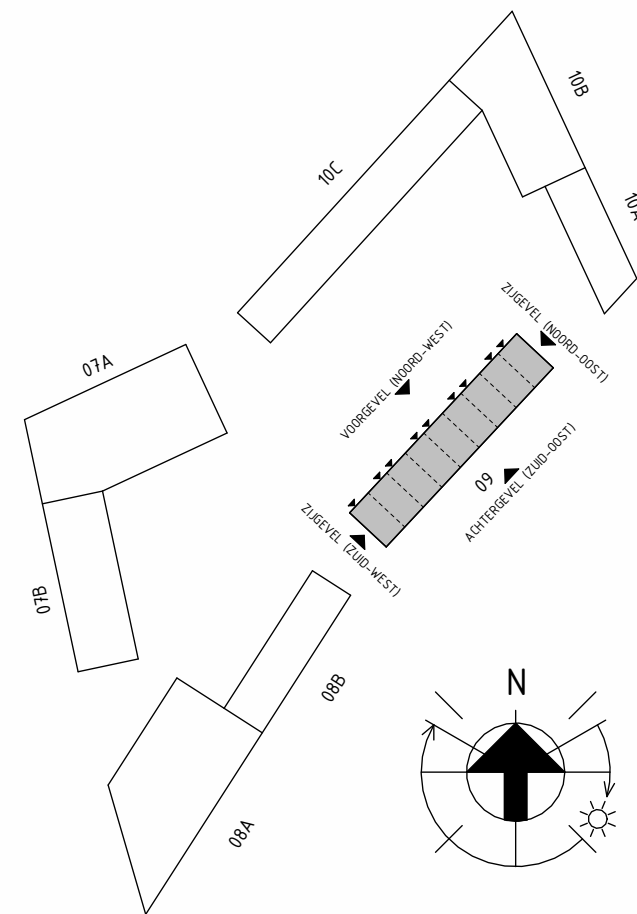 10B
10C
10A
ZIJGEVEL (NOORD-OOST)
VOORGEVEL (NOORD-WEST)
07A
09
ACHTERGEVEL (ZUID-OOST)
ZIJGEVEL (ZUID-WEST)
07B
08B
N
08A